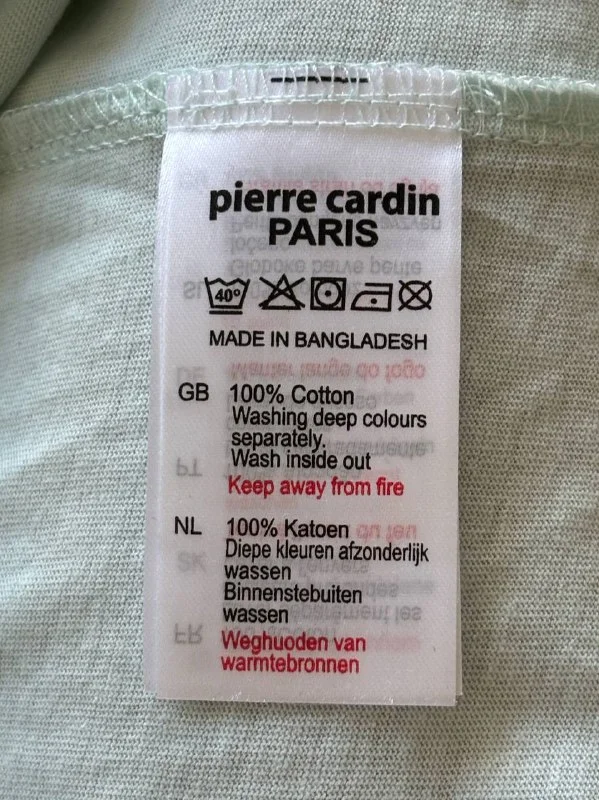 pierre cardin
PARIS
40°
MADE IN BANGLADESH
GB 100% Cotton
Washing deep colours
separately.
Wash inside out
Keep away from fire
NL 100% Katoen
Diepe kleuren afzonderlijk
wassen
Binnenstebuiten
wassen
Weghuoden van
warmtebronnen